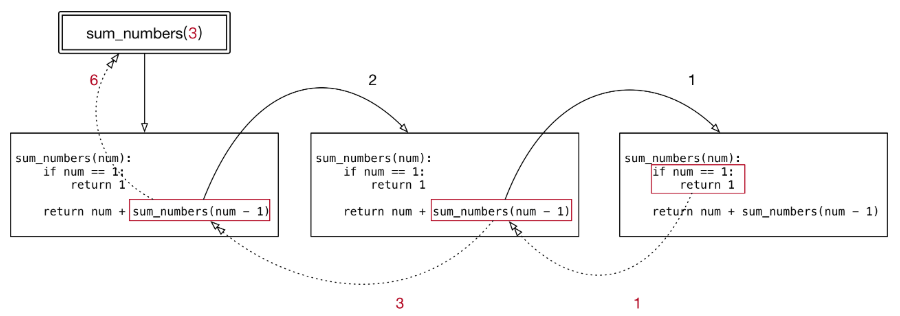 sum_numbers(3)
6
2
1
sum_numbers(num):
    if num == 1:
        return 1
    return num + sum_numbers(num - 1)
sum_numbers(num):
    if num == 1:
        return 1
    return num + sum_numbers(num - 1)
sum_numbers(num):
    if num == 1:
        return 1
    return num + sum_numbers(num - 1)
3
1